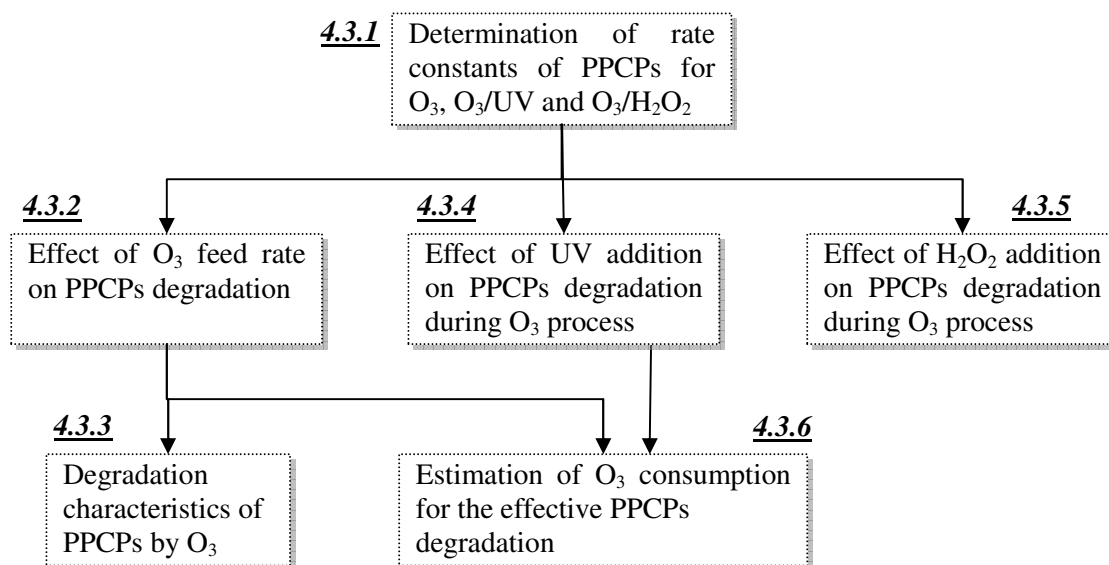 4.3.1
Determination of rate
constants of PPCPs for
O₃, O₃/UV and O₃/H₂O₂
4.3.2
Effect of O₃ feed rate
on PPCPs degradation
4.3.4
Effect of UV addition
on PPCPs degradation
during O₃ process
4.3.5
Effect of H₂O₂ addition
on PPCPs degradation
during O₃ process
4.3.3
Degradation
characteristics of
PPCPs by O₃
4.3.6
Estimation of O₃ consumption
for the effective PPCPs
degradation